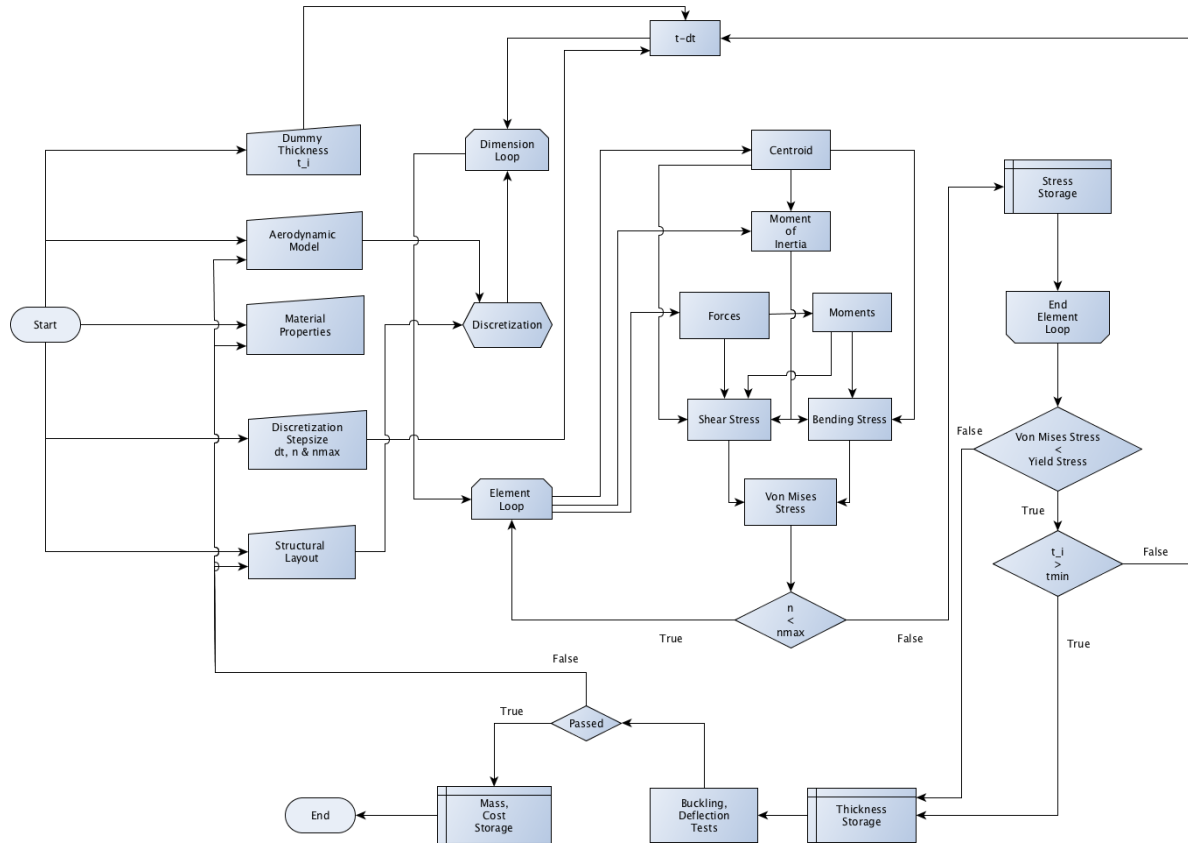 t-dt
Dummy
Thickness
t_i
Dimension
Loop
Centroid
Stress
Storage
Aerodynamic
Model
Moment
of
Inertia
Start
Material
Properties
Discretization
Forces
Moments
End
Element
Loop
Discretization
Stepsize
dt, n & nmax
Shear Stress
Bending Stress
False
Von Mises Stress
<
Yield Stress
Element
Loop
Von Mises
Stress
True
Structural
Layout
t_i
>
tmin
False
n
<
nmax
True
False
True
False
True
Passed
End
Mass,
Cost
Storage
Buckling,
Deflection
Tests
Thickness
Storage